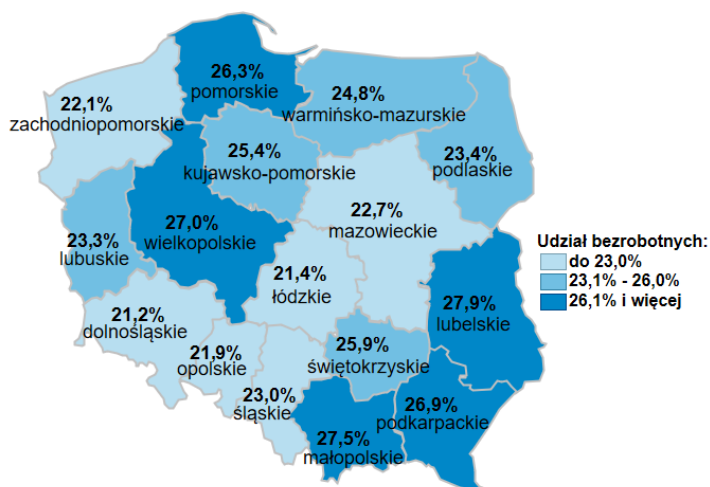 26,3%
pomorskie
24,8%
warmińsko-mazurskie
22,1%
zachodniopomorskie
25,4%
kujawsko-pomorskie
23,4%
podlaskie
22,7%
mazowieckie
27,0%
wielkopolskie
23,3%
lubuskie
Udział bezrobotnych:
do 23,0%
23,1% - 26,0%
26,1% i więcej
21,4%
łódzkie
27,9%
lubelskie
21,2%
dolnośląskie
21,9%
opolskie
25,9%
świętokrzyskie
23,0%
śląskie
26,9%
podkarpackie
27,5%
małopolskie